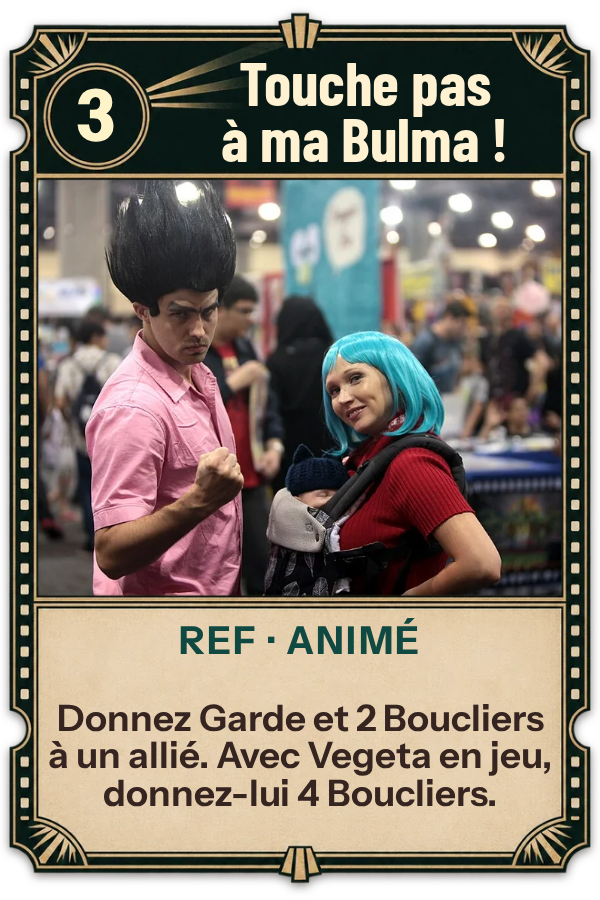 3
Touche pas
à ma Bulma !
REF · ANIMÉ
Donnez Garde et 2 Boucliers
à un allié. Avec Vegeta en jeu,
donnez-lui 4 Boucliers.